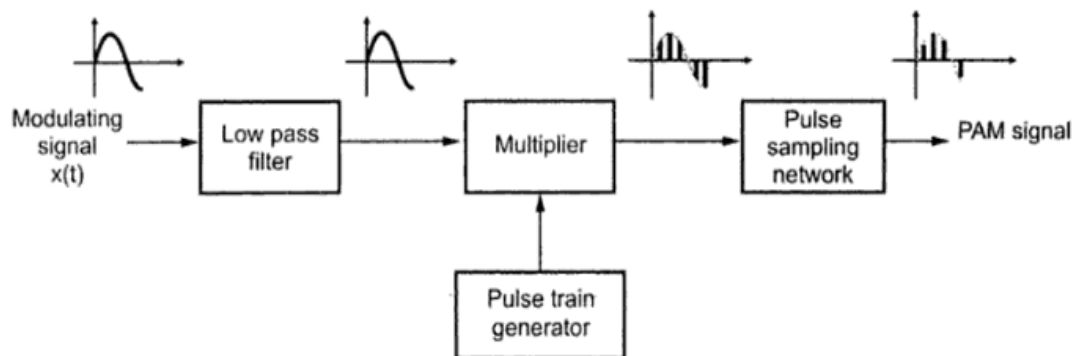 Modulating
signal
x(t)
Low pass
filter
Multiplier
Pulse
sampling
network
PAM signal
Pulse train
generator